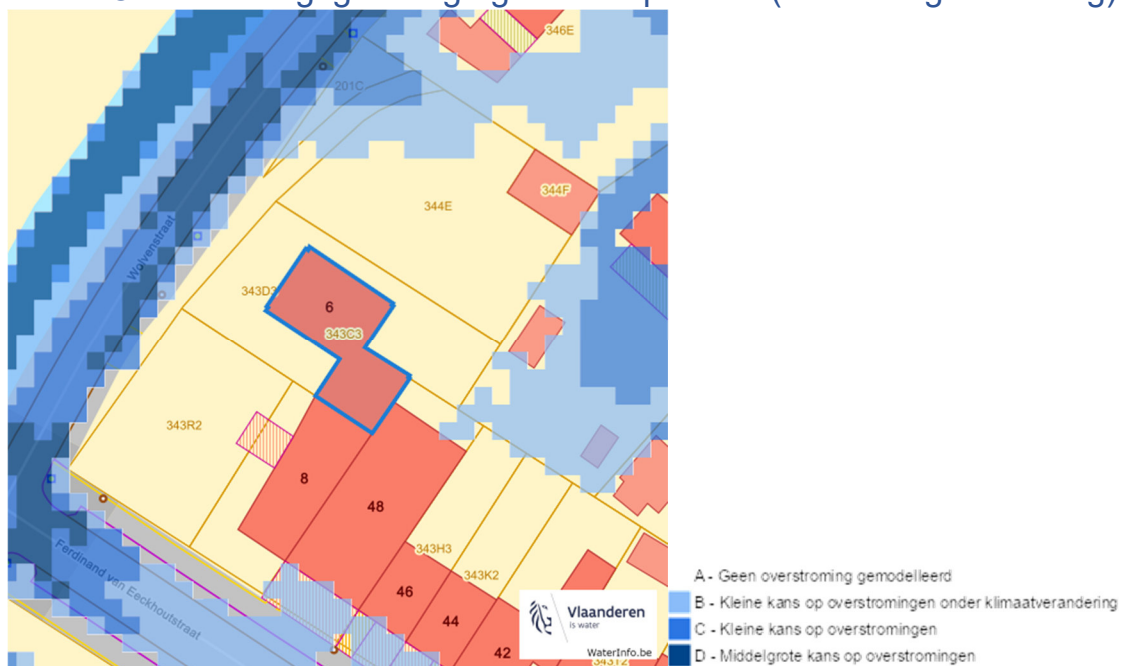 346E
201C
344F
344E
Wolvenstraat
343D3
6
343C3
343R2
8
48
343H3
Ferdinand van Eeckhoutstraat
343K2
46
44
42
Vlaanderen
is water
WaterInfo.be
A - Geen overstroming gemodelleerd
B - Kleine kans op overstromingen onder klimaatverandering
C - Kleine kans op overstromingen
D - Middelgrote kans op overstromingen